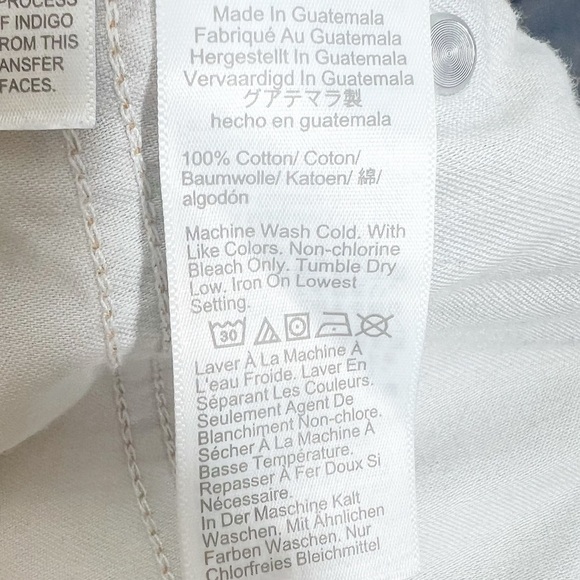 PROCESS
F INDIGO
FROM THIS
ANSFER
FACES.
Made In Guatemala
Fabriqué Au Guatemala
Hergestellt In Guatemala
Vervaardigd In Guatemala
グアテマラ製
hecho en guatemala
100% Cotton/ Coton/
Baumwolle/ Katoen/ 綿/
algodón
Machine Wash Cold. With
Like Colors. Non-chlorine
Bleach Only. Tumble Dry
Low, Iron On Lowest
Setting.
30
Laver À La Machine À
L'eau Froide. Laver En
Séparant Les Couleurs.
Seulement Agent De
Blanchiment Non-chlore.
Sécher À La Machine À
Basse Température.
Repasser À Fer Doux Si
Nécessaire.
In Der Maschine Kalt
Waschen. Mit Ähnlichen
Farben Waschen. Nur
Chlorfreies Bleichmittel